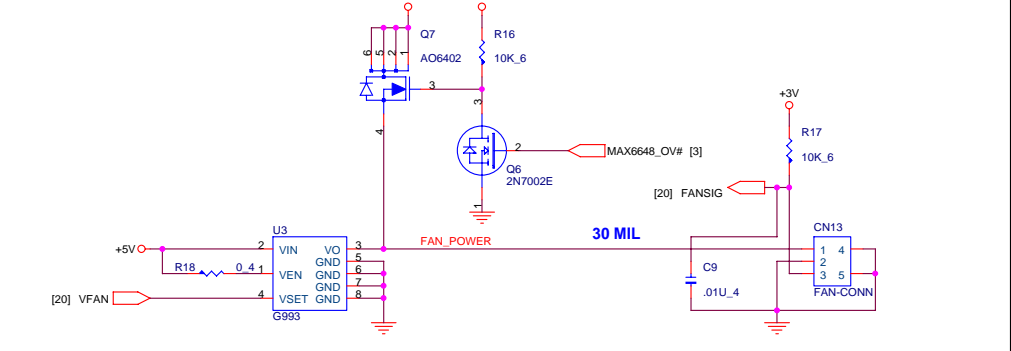 Q7
AO6402
R16
10K_6
6
5
2
1
3
3
4
+3V
R17
10K_6
2
MAX6648_OV# [3]
Q6
2N7002E
1
[20] FANSIG
U3
FAN_POWER
30 MIL
CN13
+5V
2
VIN
VO
3
GND
5
R18
0_4
1
VEN
GND
6
GND
7
[20] VFAN
4
VSET
GND
8
G993
C9
.01U_4
1 4
2
3 5
FAN-CONN